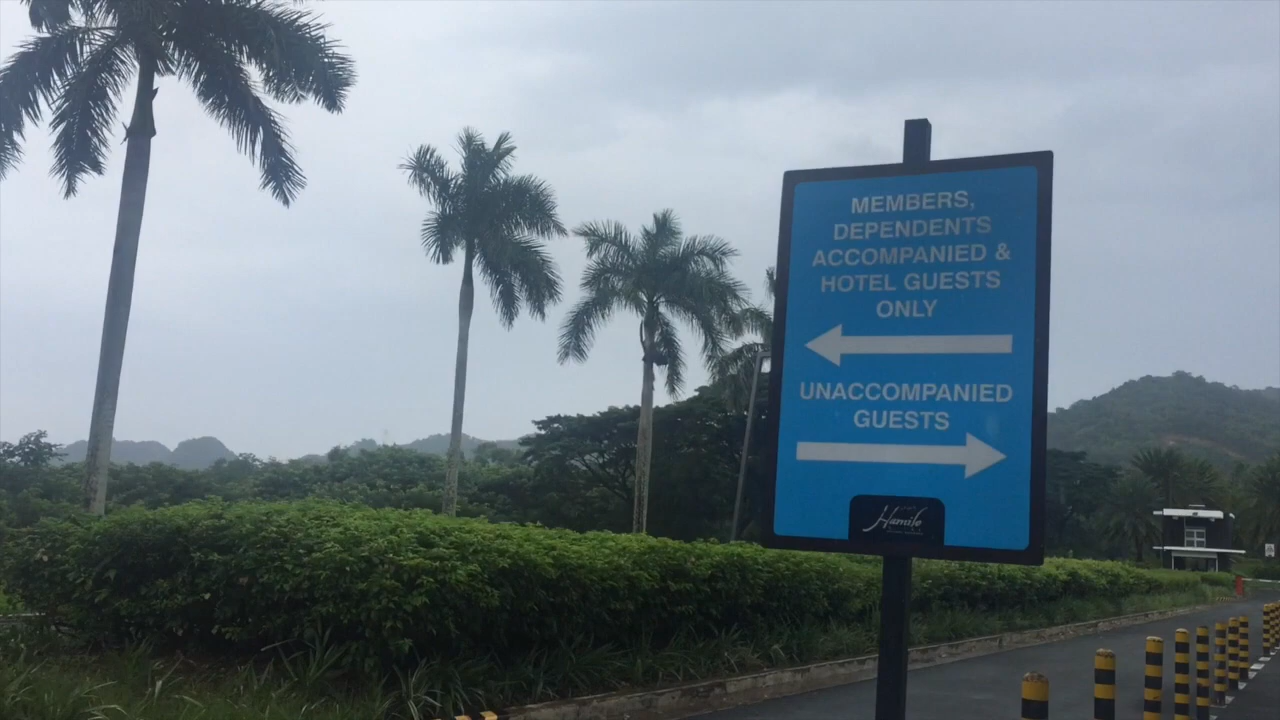 MEMBERS,
DEPENDENTS
ACCOMPANIED &
HOTEL GUESTS
ONLY
UNACCOMPANIED
GUESTS
Hamilo